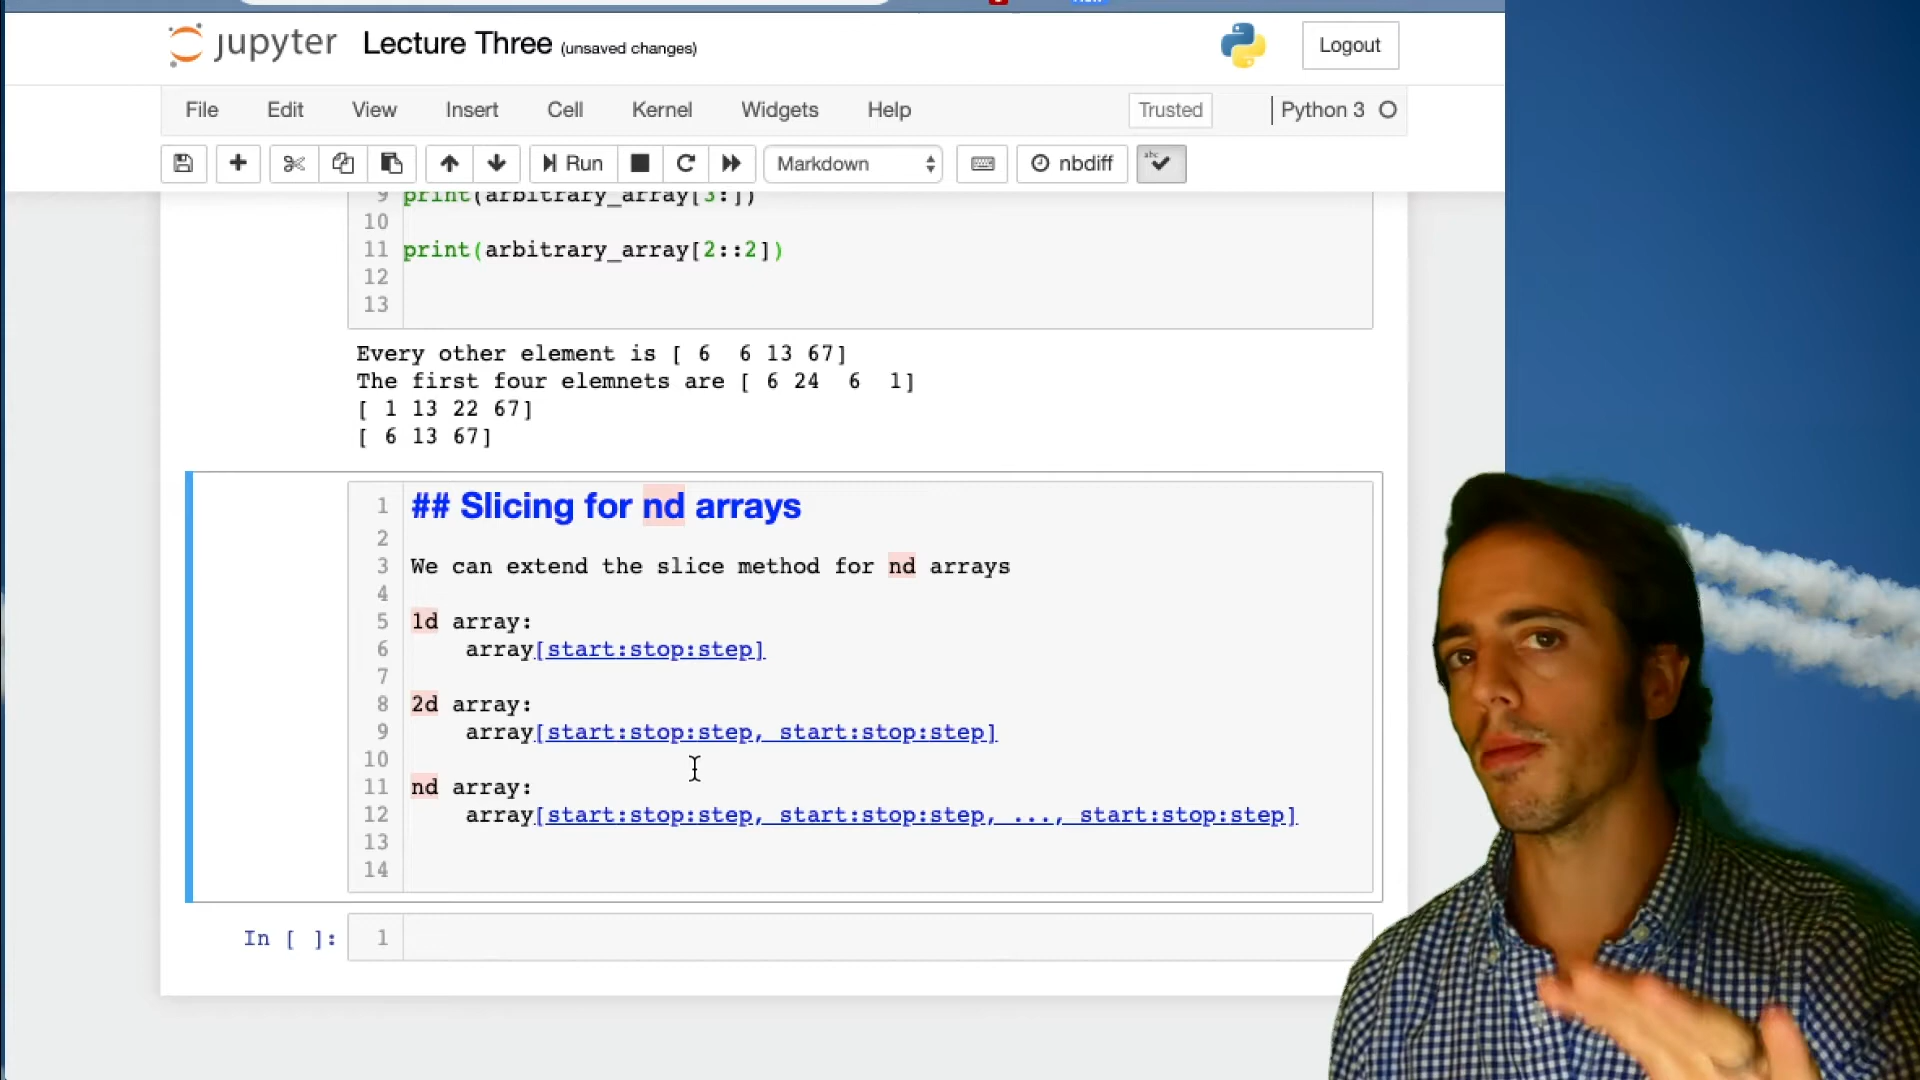 jupyter Lecture Three (unsaved changes) Logout
File Edit View Insert Cell Kernel Widgets Help Trusted Python 3
Run Markdown nbdiff abc
9 print(arbitrary_array[3:])
10
11 print(arbitrary_array[2::2])
12
13
Every other element is [ 6  6 13 67]
The first four elemnets are [ 6 24  6  1]
[ 1 13 22 67]
[ 6 13 67]
1 ## Slicing for nd arrays
2
3 We can extend the slice method for nd arrays
4
5 1d array:
6 array[start:stop:step]
7
8 2d array:
9 array[start:stop:step, start:stop:step]
10
11 nd array:
12 array[start:stop:step, start:stop:step, ..., start:stop:step]
13
14
In [ ]: 1